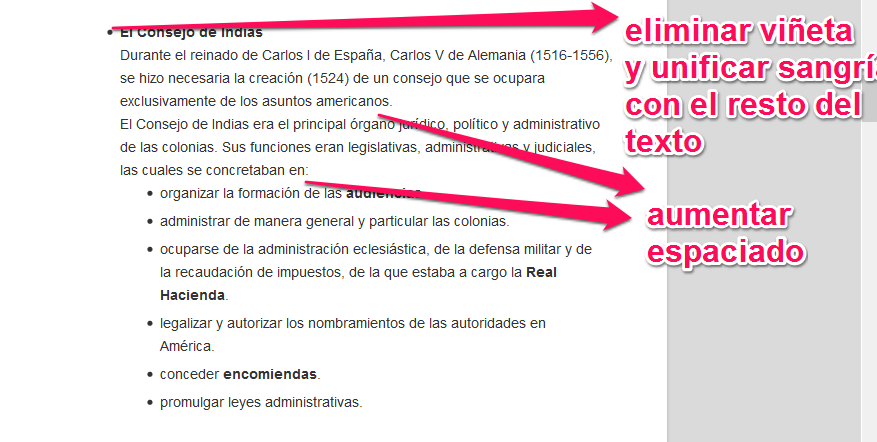 El Consejo de Indias
Durante el reinado de Carlos I de España, Carlos V de Alemania (1516-1556),
se hizo necesaria la creación (1524) de un consejo que se ocupara
exclusivamente de los asuntos americanos.
El Consejo de Indias era el principal órgano jurídico, político y administrativo
de las colonias. Sus funciones eran legislativas, administrativas y judiciales,
las cuales se concretaban en:
organizar la formación de las audiencias.
administrar de manera general y particular las colonias.
ocuparse de la administración eclesiástica, de la defensa militar y de
la recaudación de impuestos, de la que estaba a cargo la Real
Hacienda.
legalizar y autorizar los nombramientos de las autoridades en
América.
conceder encomiendas.
promulgar leyes administrativas.
eliminar viñeta
y unificar sangría
con el resto del
texto
aumentar
espaciado